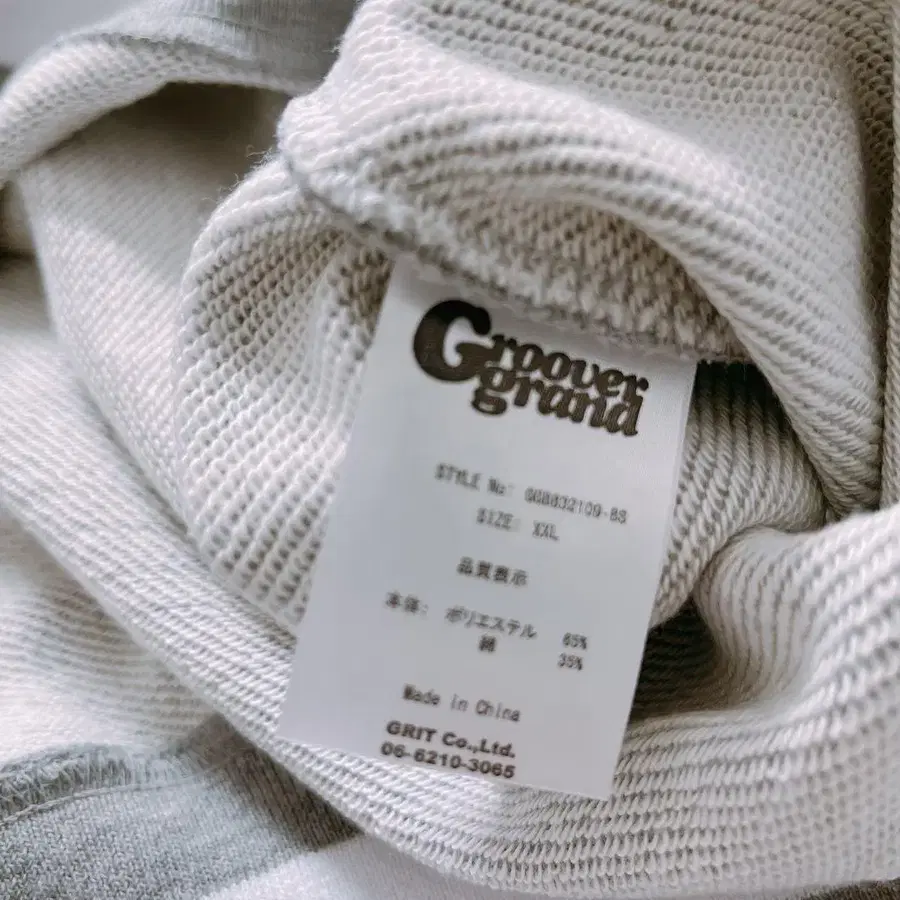 Groover
grand
STYLE No: GGB832109-8S
SIZE: XXL
品質表示
本体: ポリエステル 65%
綿 35%
Made in China
GRIT Co.,Ltd.
06-6210-3065